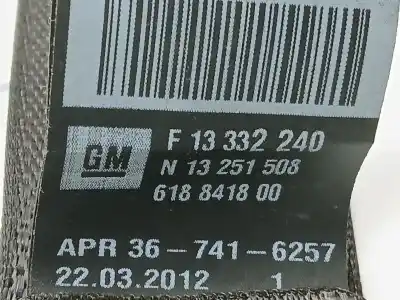 GM
F 13 332 240
N 13 251 508
618 8418 00
APR 36-741-6257
22.03.2012 1